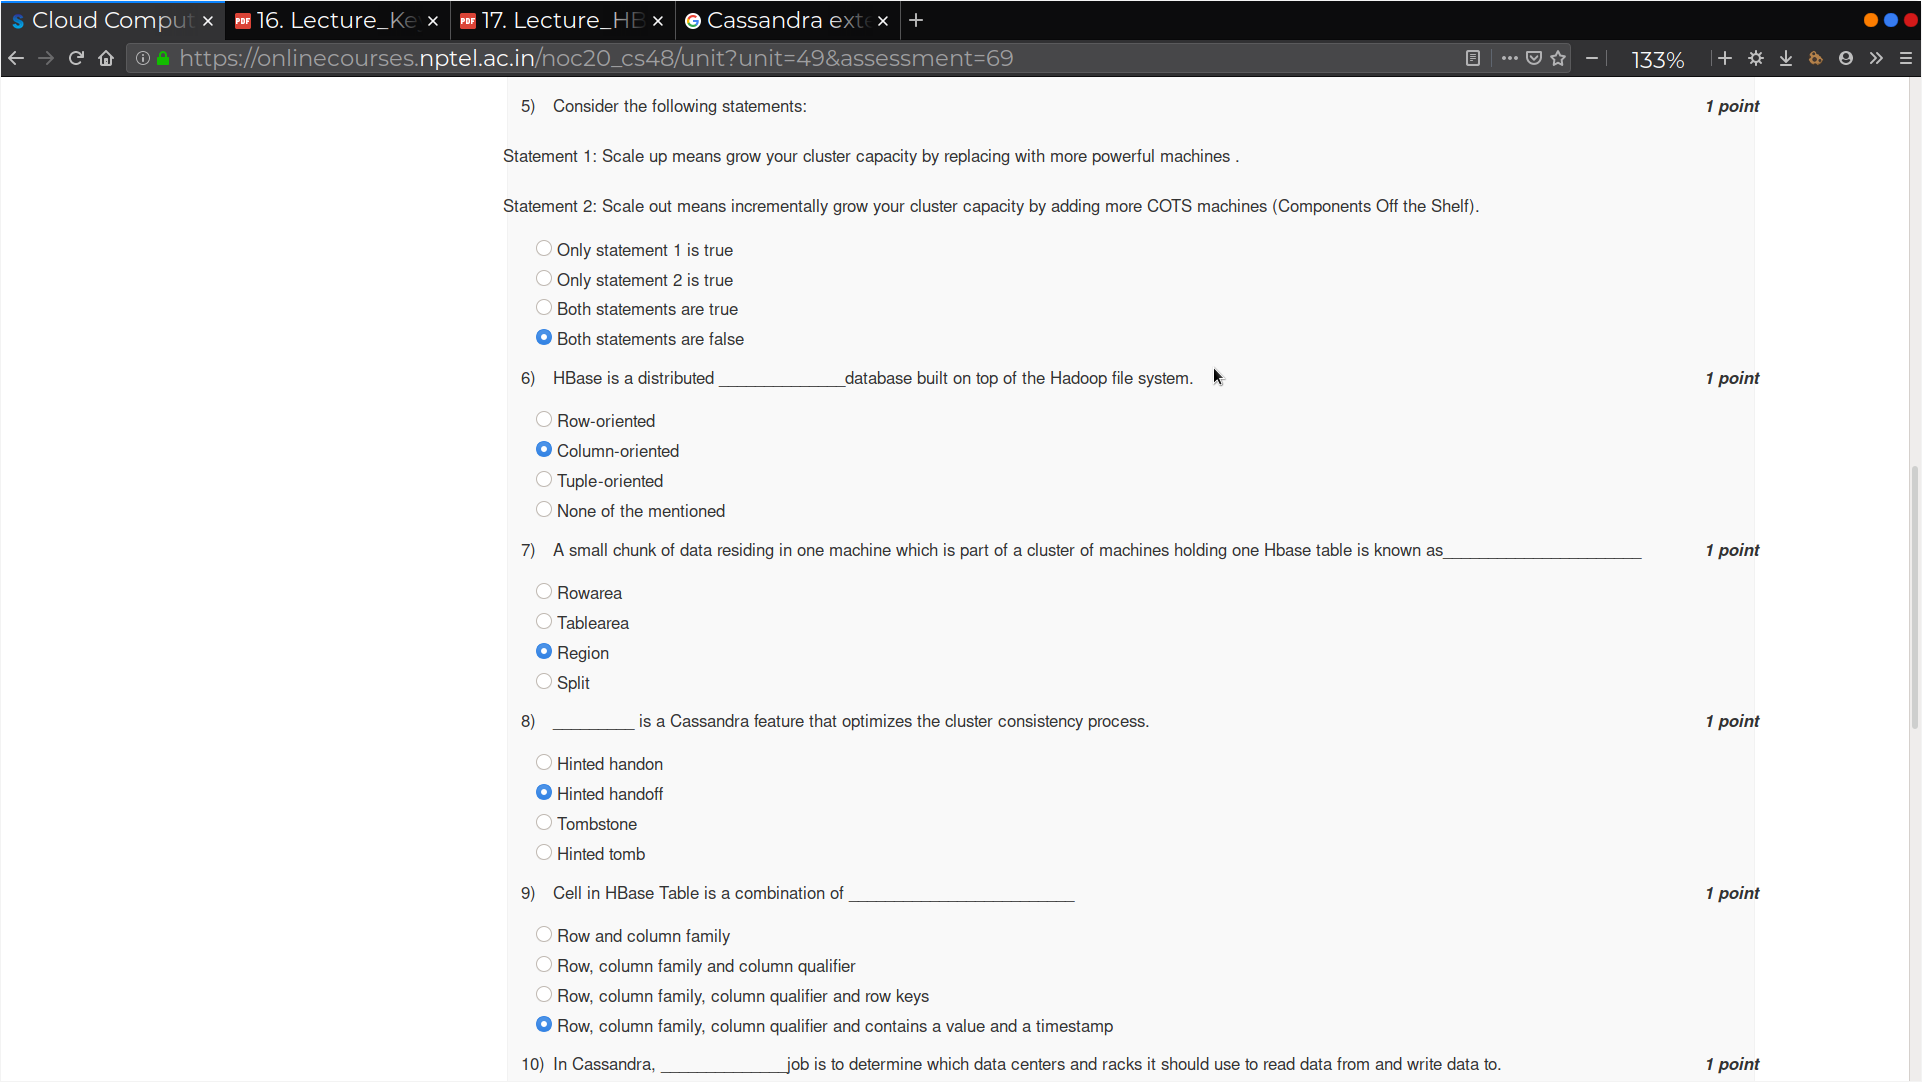 Cloud Comput
16. Lecture_Ke
17. Lecture_HB
Cassandra exte
https://onlinecourses.nptel.ac.in/noc20_cs48/unit?unit=49&assessment=69
133%
5) Consider the following statements: 1 point
Statement 1: Scale up means grow your cluster capacity by replacing with more powerful machines .
Statement 2: Scale out means incrementally grow your cluster capacity by adding more COTS machines (Components Off the Shelf).
Only statement 1 is true
Only statement 2 is true
Both statements are true
Both statements are false
6) HBase is a distributed ______________database built on top of the Hadoop file system. 1 point
Row-oriented
Column-oriented
Tuple-oriented
None of the mentioned
7) A small chunk of data residing in one machine which is part of a cluster of machines holding one Hbase table is known as______________________ 1 point
Rowarea
Tablearea
Region
Split
8) _________ is a Cassandra feature that optimizes the cluster consistency process. 1 point
Hinted handon
Hinted handoff
Tombstone
Hinted tomb
9) Cell in HBase Table is a combination of _________________________ 1 point
Row and column family
Row, column family and column qualifier
Row, column family, column qualifier and row keys
Row, column family, column qualifier and contains a value and a timestamp
10) In Cassandra, ______________job is to determine which data centers and racks it should use to read data from and write data to. 1 point